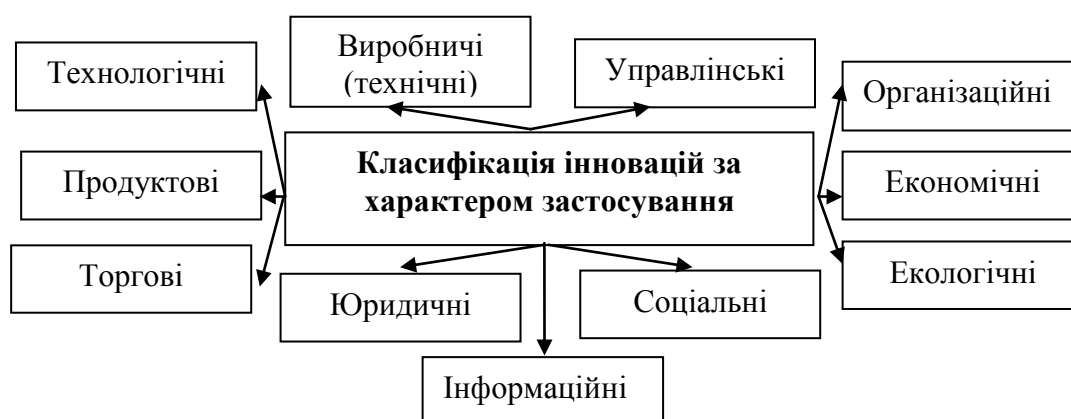 Технологічні
Виробничі
(технічні)
Управлінські
Організаційні
Класифікація інновацій за
характером застосування
Продуктові
Економічні
Торгові
Екологічні
Юридичні
Соціальні
Інформаційні